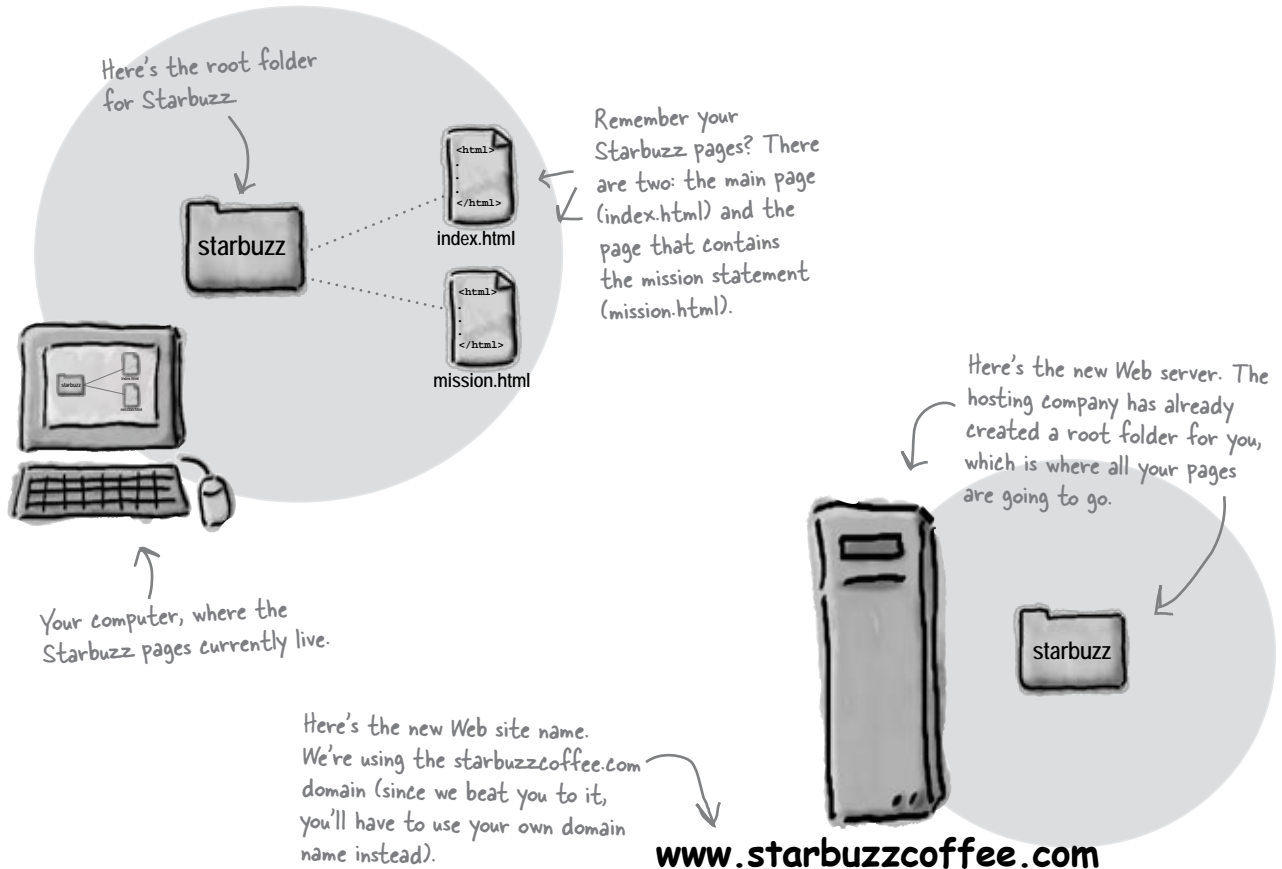 Here's the root folder
for Starbuzz
Remember your
Starbuzz pages? There
are two: the main page
(index.html) and the
page that contains
the mission statement
(mission.html).
<html>
.
.
.
</html>
index.html
starbuzz
<html>
.
.
.
</html>
mission.html
starbuzz
Your computer, where the
Starbuzz pages currently live.
Here's the new Web server. The
hosting company has already
created a root folder for you,
which is where all your pages
are going to go.
starbuzz
Here's the new Web site name.
We're using the starbuzzcoffee.com
domain (since we beat you to it,
you'll have to use your own domain
name instead).
www.starbuzzcoffee.com